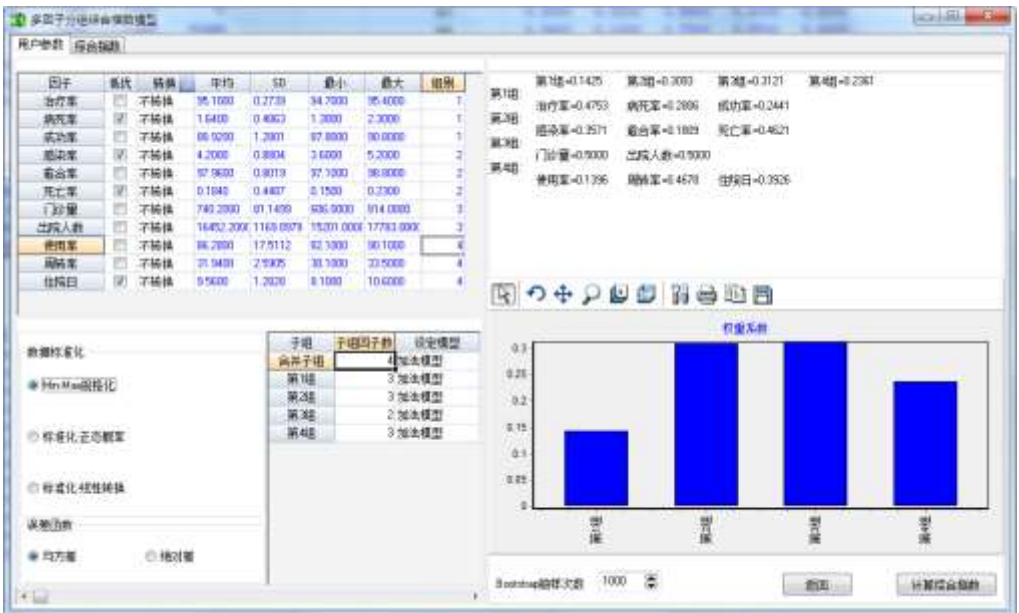 多因子分组综合指数模型
用户参数 综合指数
因子 低优 转换 平均 SD 最小 最大 组别
治疗率 不转换 95.1000 0.2739 94.7000 95.4000 1
病死率 不转换 1.6400 0.4063 1.3000 2.3000 1
成功率 不转换 1.2001 87.8000 90.0000 1
感染率 不转换 4.2000 0.8804 3.6000 5.2000 2
不转换 97.9600 0.8019 97.1000 98.8000 2
死亡率 不转换 0.1840 0.4407 0.1500 0.2300 2
门诊量 不转换 740.2000 81.1499 914.0000 3
出院人数 不转换 15201.000 17783.000 3
使用率 不转换 86.2800 17.5112 82.1000 90.1000 4
周转率 不转换 31.9400 2.5905 30.1000 33.5000 4
住院日 不转换 9.5600 1.2020 8.1000 10.6000 4
第1组=0.1425 第3组=0.3121 第4组=0.2361
第1组
治疗率=0.4753 病死率=0.2806 成功率=0.2441
第2组
感染率=0.3571 死亡率=0.4621
第3组
门诊量=0.5000 出院人数=0.5000
第4组
使用率=0.1396 周转率=0.4678 住院日=0.3926
数据标准化
Min-Max规格化
标准化-正态概率
标准化-线性转换
误差函数
均方差 绝对差
子组 子组因子数 设定模型
合并子组 4 加法模型
第1组 3 加法模型
第2组 3 加法模型
第3组 2 加法模型
第4组 3 加法模型
权重系数
0.3
0.25
0.2
0.15
0.1
0.05
0
第1组 第2组 第3组 第4组
Bootstrap抽样次数 1000 返回 计算综合指数